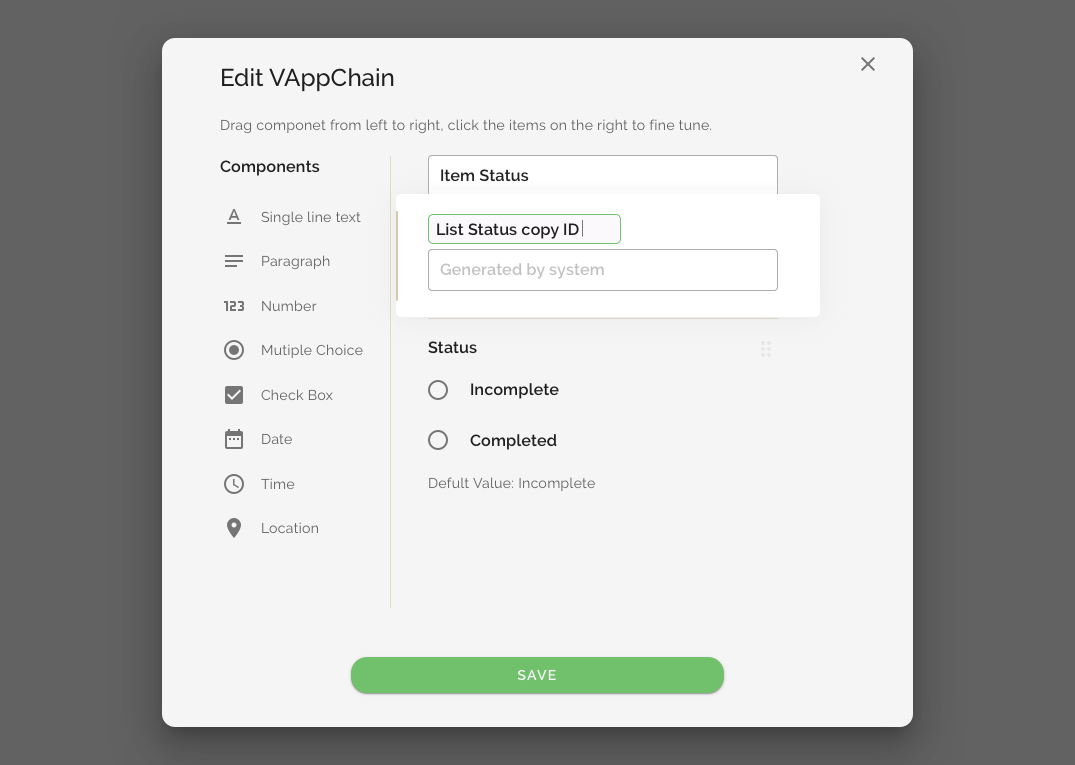 Edit VAppChain
Drag componet from left to right, click the items on the right to fine tune.
Components
Single line text
Paragraph
123 Number
Mutiple Choice
Check Box
Date
Time
Location
Item Status
List Status copy ID
Generated by system
Status
Incomplete
Completed
Defult Value: Incomplete
SAVE